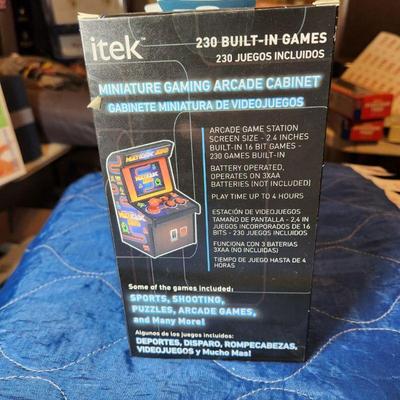 itek™
230 BUILT-IN GAMES
230 JUEGOS INCLUIDOS
MINIATURE GAMING ARCADE CABINET
GABINETE MINIATURA DE VIDEOJUEGOS
ARCADE GAME STATION
SCREEN SIZE - 2.4 INCHES
BUILT-IN 16 BIT GAMES -
230 GAMES BUILT-IN
BATTERY OPERATED,
OPERATES ON 3XAA
BATTERIES (NOT INCLUDED)
PLAY TIME UP TO 4 HOURS
ESTACIÓN DE VIDEOJUEGOS
TAMAÑO DE PANTALLA - 2,4 IN
JUEGOS INCORPORADOS DE 16
BITS - 230 JUEGOS INCLUIDOS
FUNCIONA CON 3 BATERIAS
3XAA (NO INCLUIDAS)
TIEMPO DE JUEGO HASTA DE 4
HORAS
Some of the games included:
SPORTS, SHOOTING,
PUZZLES, ARCADE GAMES,
and Many More!
Algunos de los juegos incluidos:
DEPORTES, DISPARO, ROMPECABEZAS,
VIDEOJUEGOS y Mucho Mas!